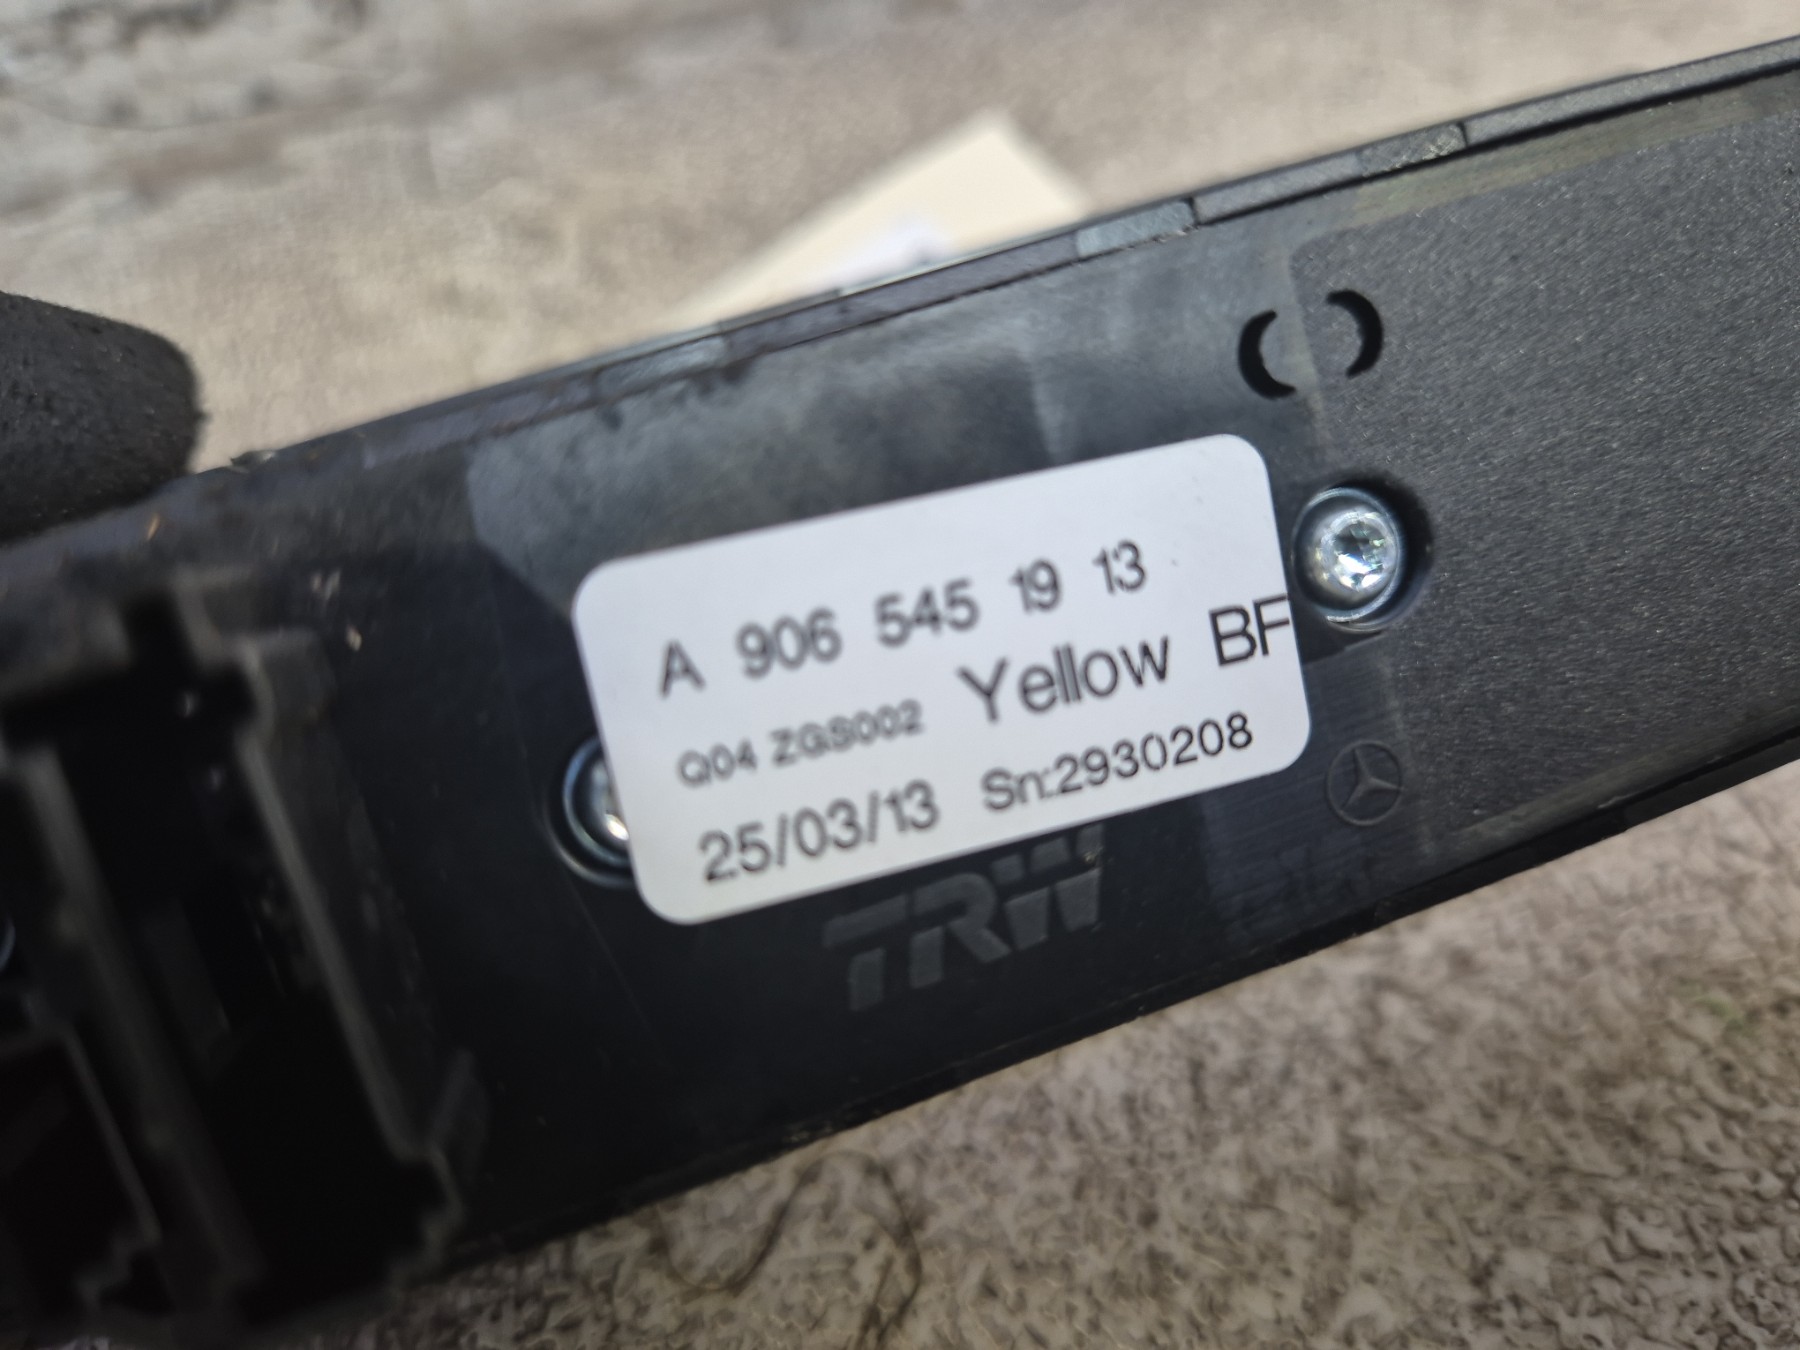 A 906 545 19 13
Q04 ZGS002 Yellow BF
25/03/13 Sn:2930208
TRW